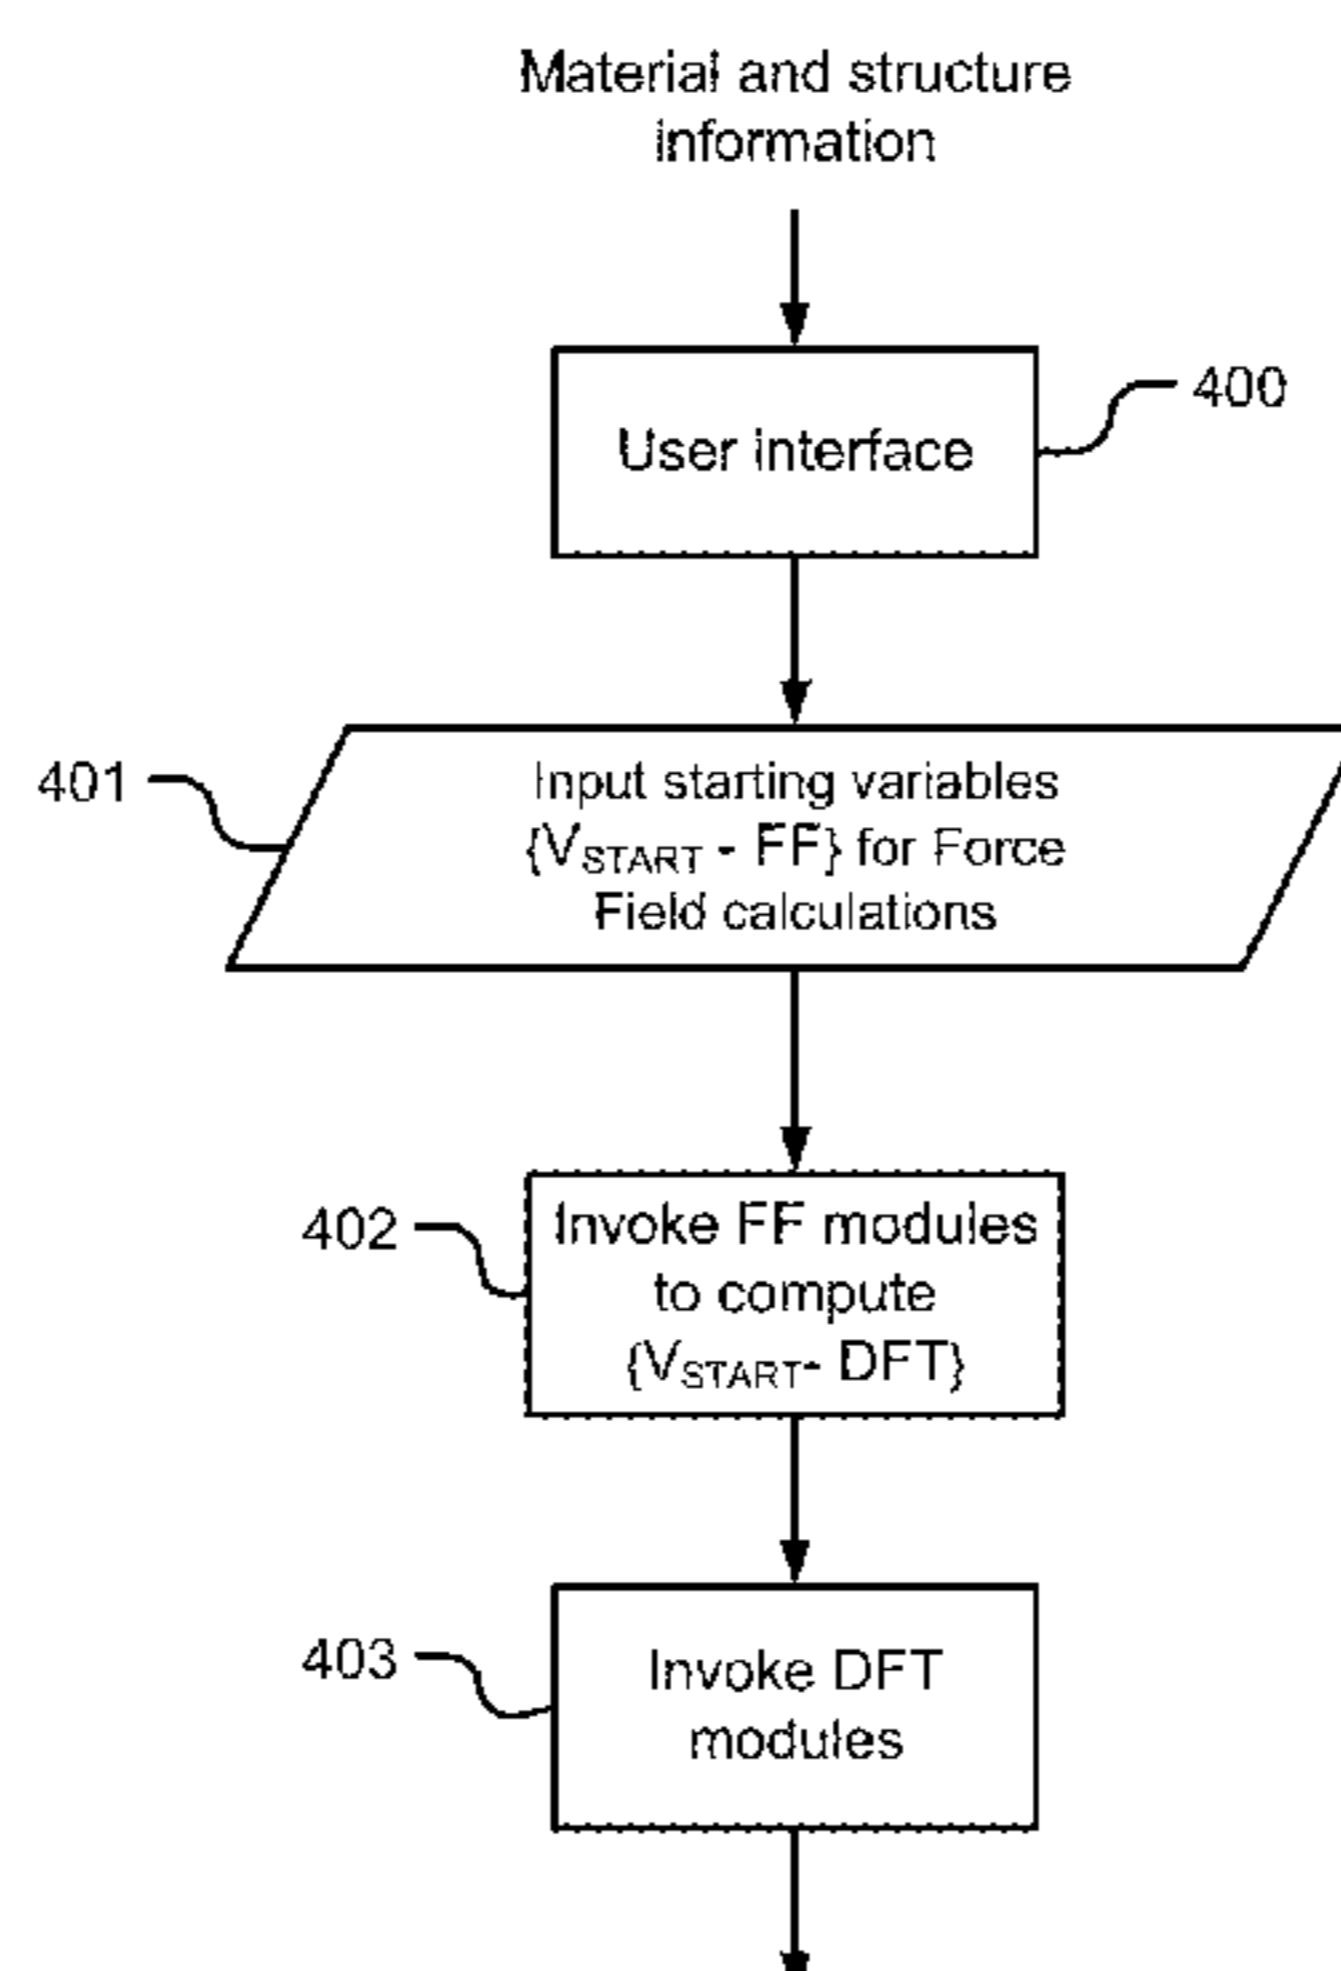 Material and structure
information
400
User interface
401
Input starting variables
{VSTART - FF} for Force
Field calculations
402
Invoke FF modules
to compute
{VSTART- DFT}
403
Invoke DFT
modules